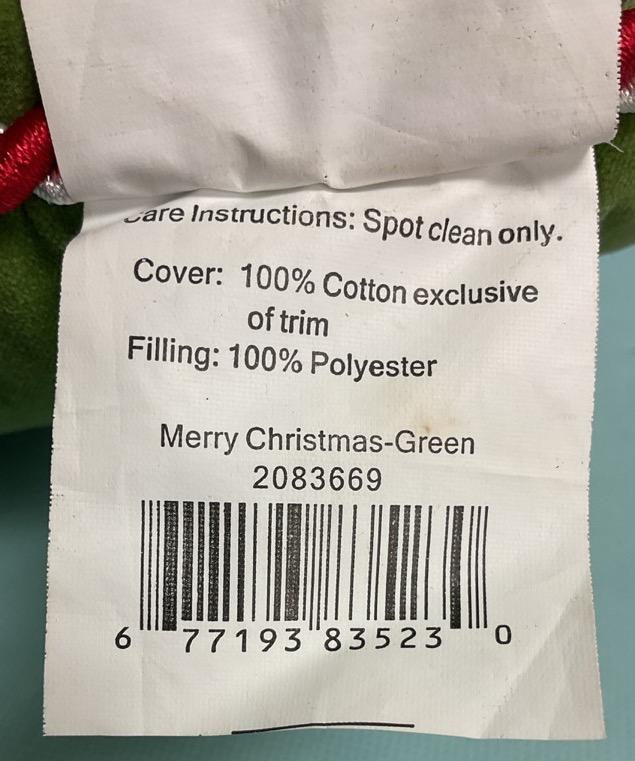 Care Instructions: Spot clean only.
Cover: 100% Cotton exclusive
of trim
Filling: 100% Polyester
Merry Christmas-Green
2083669
6 77193 83523 0